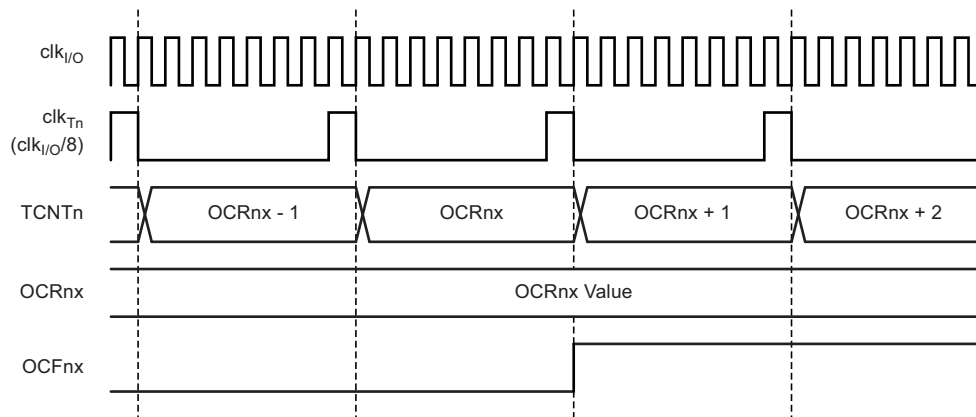 clkI/O
clkTn
(clkI/O/8)
TCNTn OCRnx - 1 OCRnx OCRnx + 1 OCRnx + 2
OCRnx OCRnx Value
OCFnx